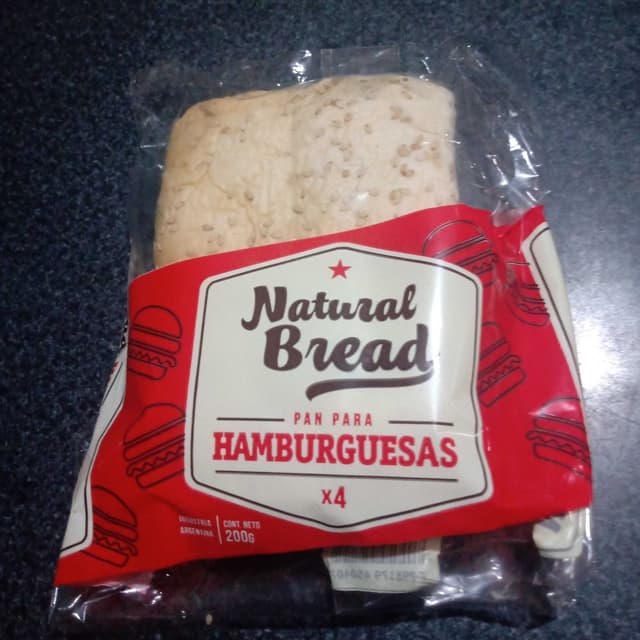 Natural
Bread
PAN PARA
HAMBURGUESAS
x4
INDUSTRIA
ARGENTINA
CONT. NETO
200G